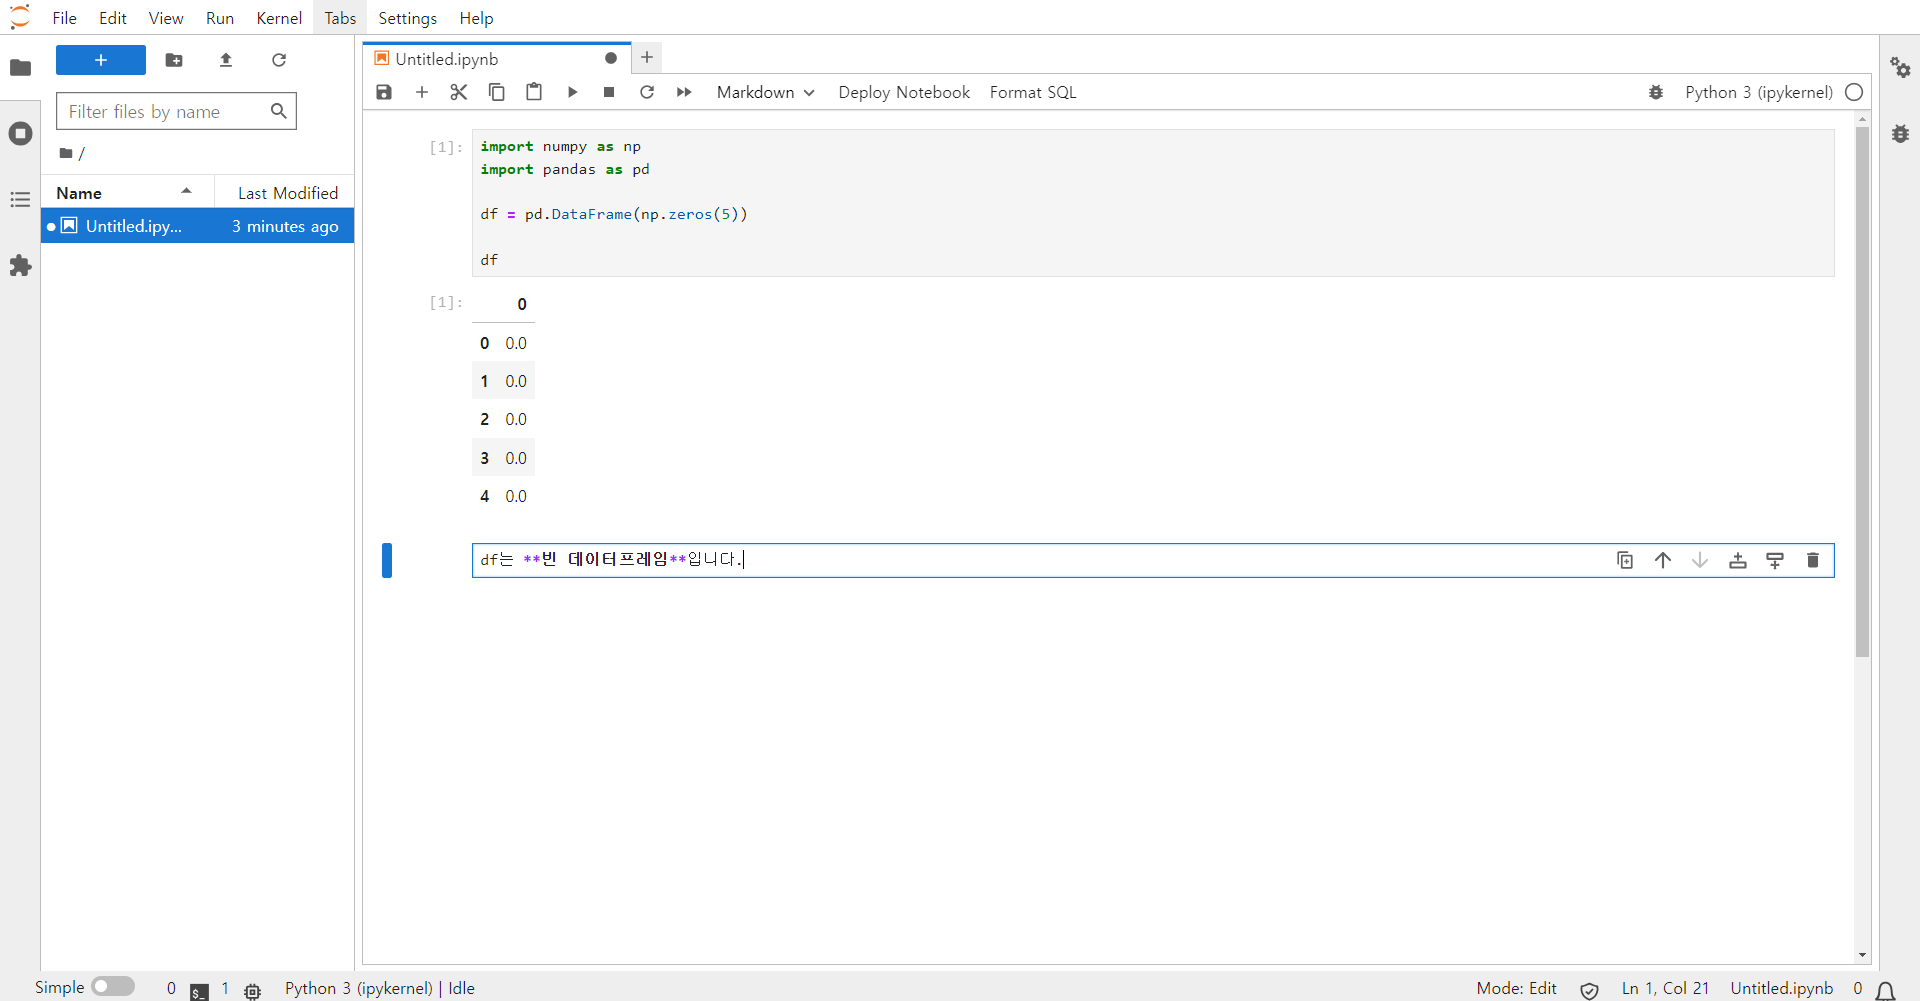 File Edit View Run Kernel Tabs Settings Help
Filter files by name
/
Name Last Modified
Untitled.ipy... 3 minutes ago
Untitled.ipynb
Markdown Deploy Notebook Format SQL Python 3 (ipykernel)
[1]: import numpy as np
import pandas as pd
df = pd.DataFrame(np.zeros(5))
df
[1]: 0
0 0.0
1 0.0
2 0.0
3 0.0
4 0.0
df는 **빈 데이터프레임**입니다.
Simple 0 $_ 1 Python 3 (ipykernel) | Idle Mode: Edit Ln 1, Col 21 Untitled.ipynb 0